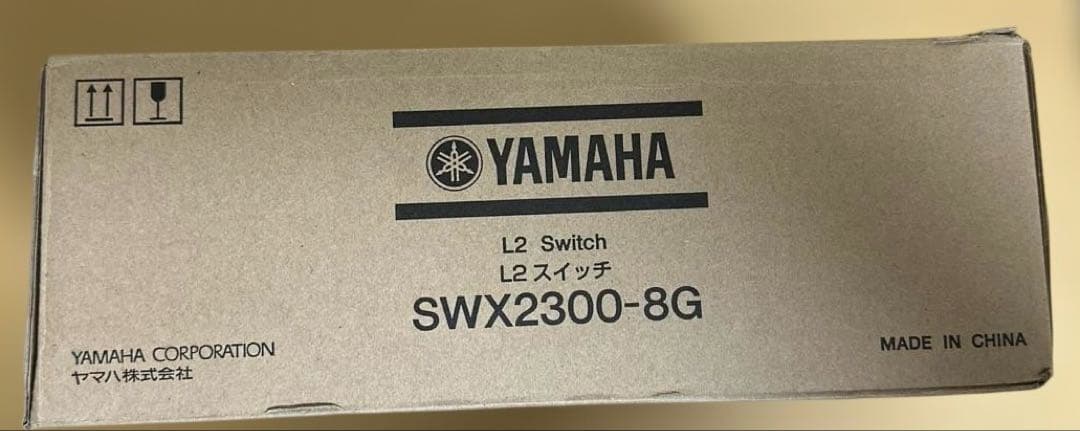 YAMAHA
L2 Switch
L2スイッチ
SWX2300-8G
YAMAHA CORPORATION
ヤマハ株式会社
MADE IN CHINA